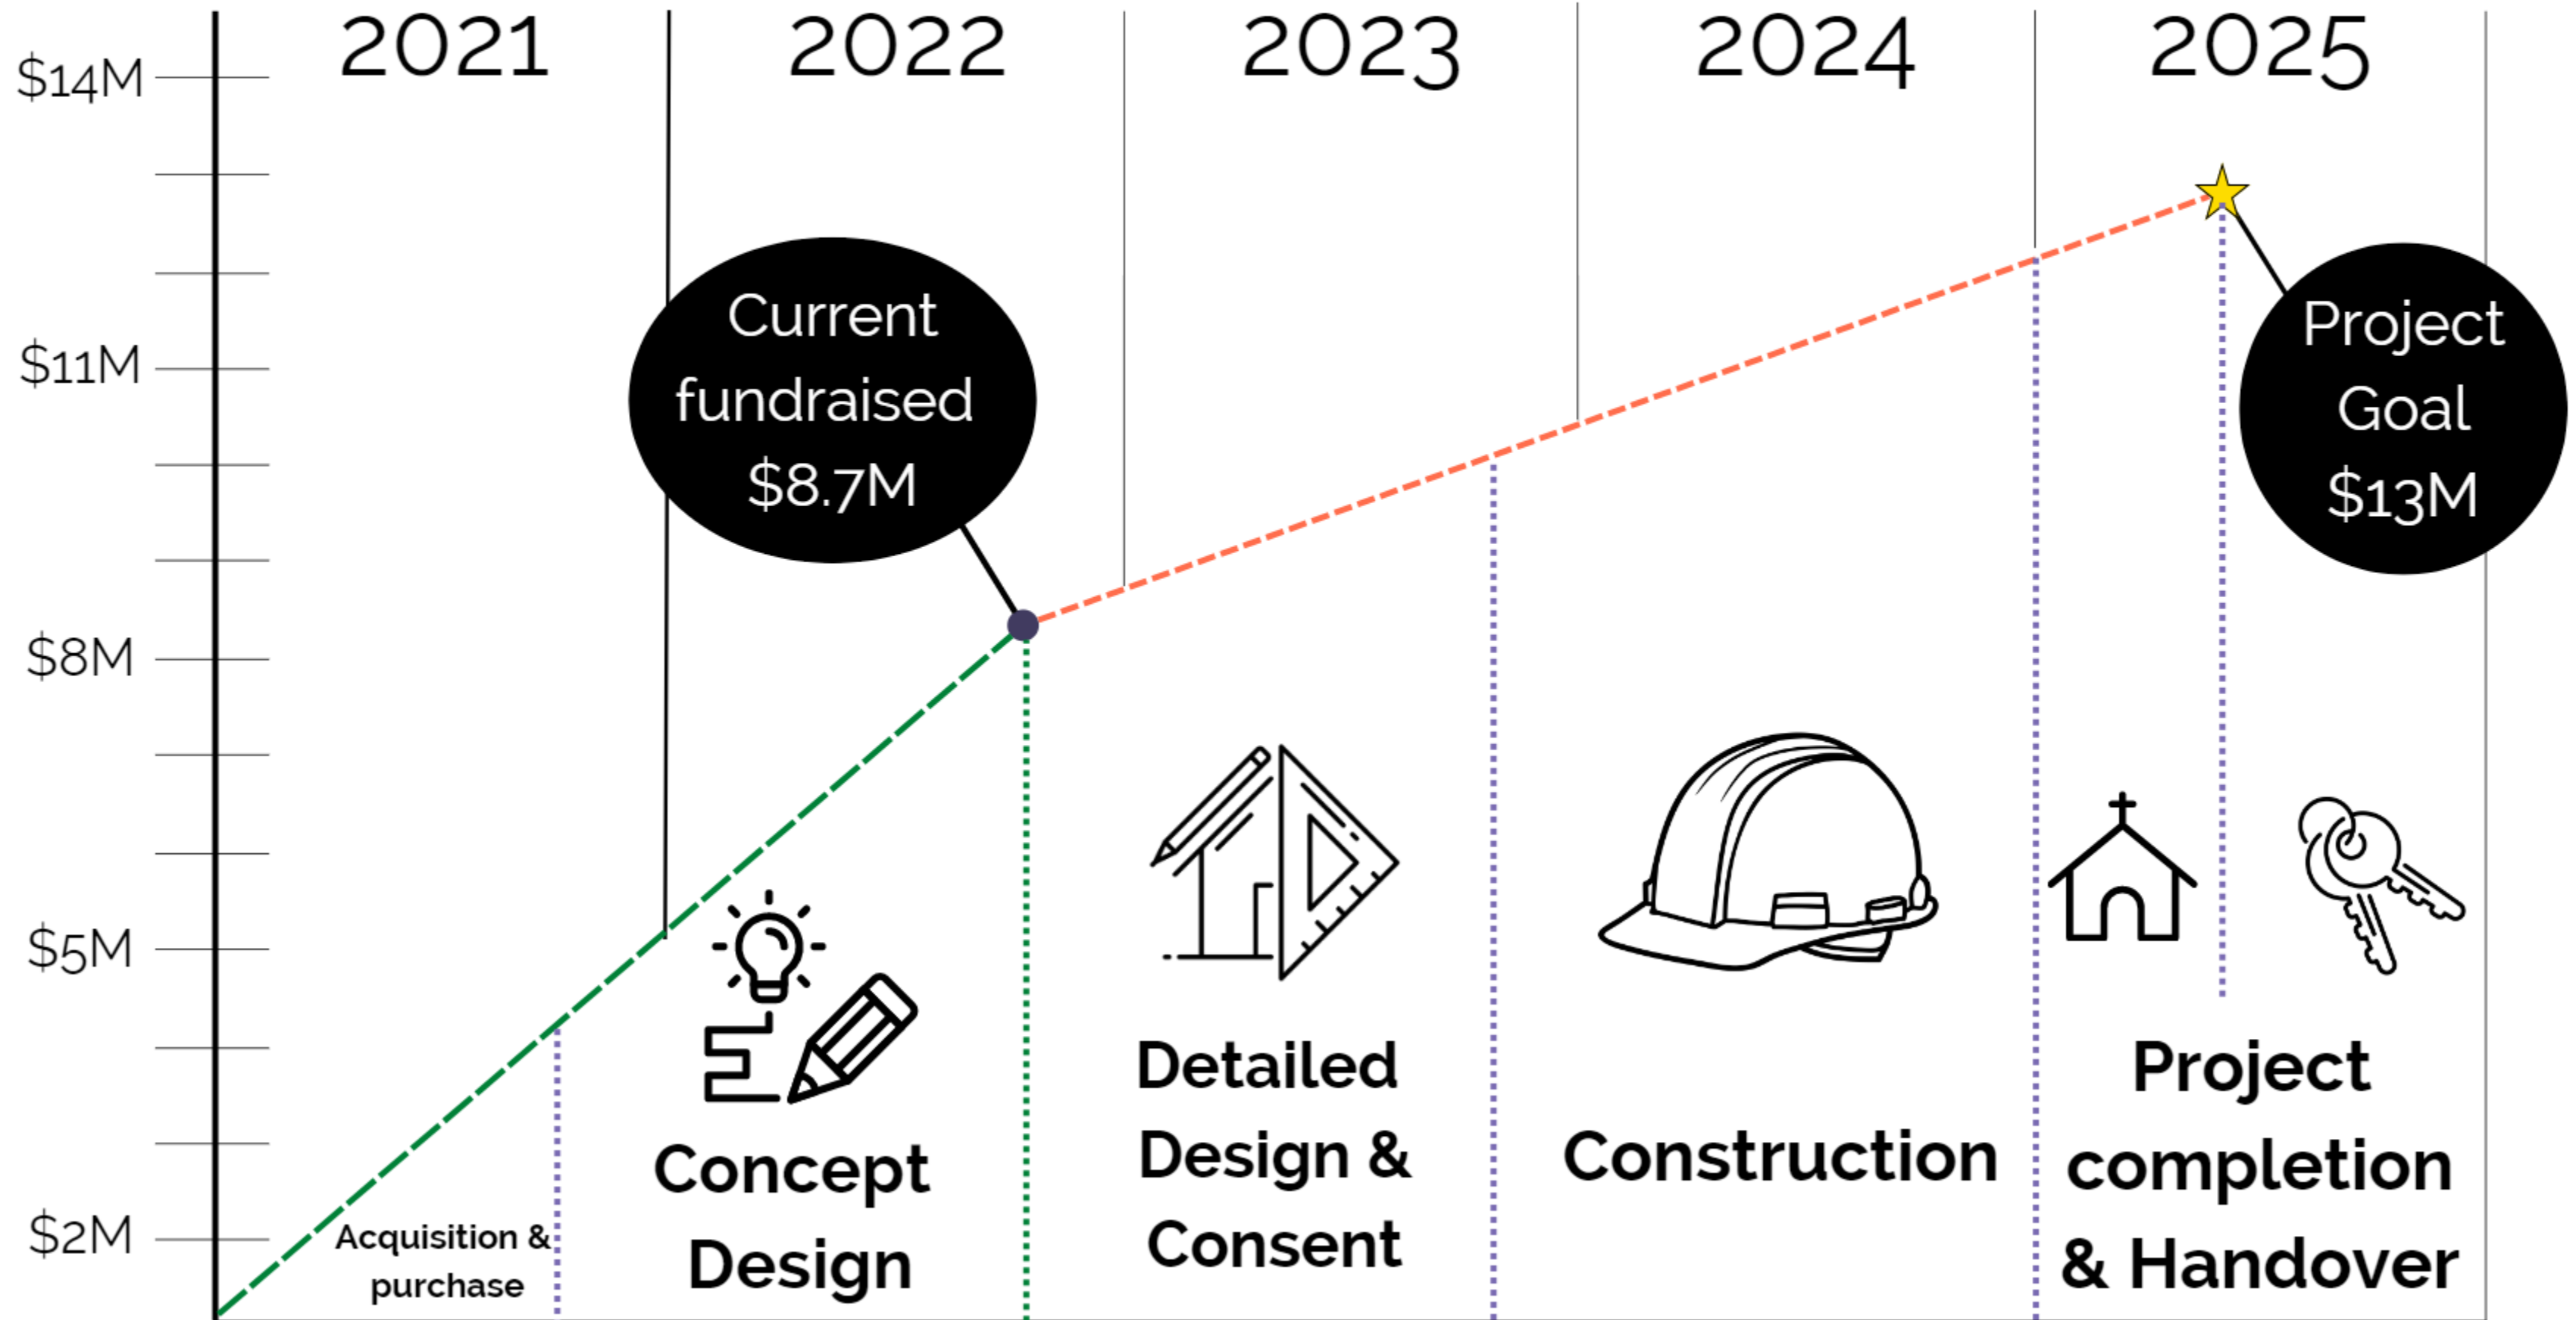 2021
2022
2023
2024
2025
$14M
$11M
$8M
$5M
$2M
Current
fundraised
$8.7M
Project
Goal
$13M
Acquisition &
purchase
Concept
Design
Detailed
Design &
Consent
Construction
Project
completion
& Handover